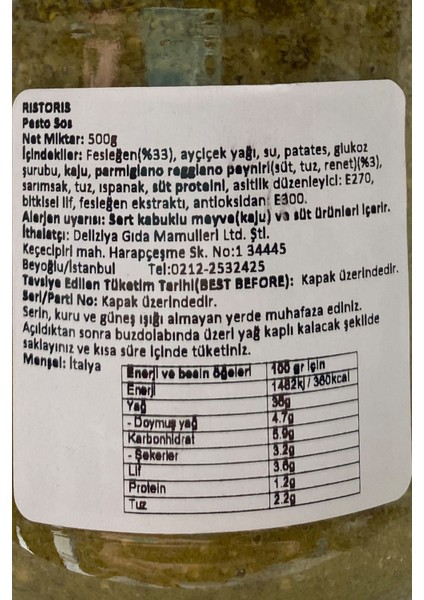 RISTORIS
Pesto Sos
Net Miktar: 500g
İçindekiler: Fesleğen(%33), ayçiçek yağı, su, patates, glukoz
şurubu, kaju, parmigiano reggiano peyniri(süt, tuz, renet)(%3),
sarımsak, tuz, ıspanak, süt proteini, asitlik düzenleyici: E270,
bitkisel lif, fesleğen ekstraktı, antioksidan: E300.
Alerjen uyarısı: Sert kabuklu meyve(kaju) ve süt ürünleri içerir.
İthalatçı: Deliziya Gıda Mamulleri Ltd. Şti.
Keçecipiri mah. Harapçeşme Sk. No:1 34445
Beyoğlu/İstanbul Tel:0212-2532425
Tavsiye Edilen Tüketim Tarihi(BEST BEFORE): Kapak üzerindedir.
Seri/Parti No: Kapak üzerindedir.
Serin, kuru ve güneş ışığı almayan yerde muhafaza ediniz.
Açıldıktan sonra buzdolabında üzeri yağ kaplı kalacak şekilde
saklayınız ve kısa süre içinde tüketiniz.
Menşei: İtalya
Enerji ve besin öğeleri 100 gr için
Enerji 1482kj / 360kcal
Yağ 36g
- Doymuş yağ 4.7g
Karbonhidrat 5.9g
- Şekerler 3.2g
Lif 3.6g
Protein 1.2g
Tuz 2.2g